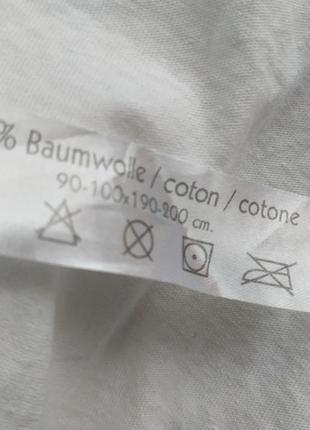 % Baumwolle / coton / cotone
90-100x190-200 cm.